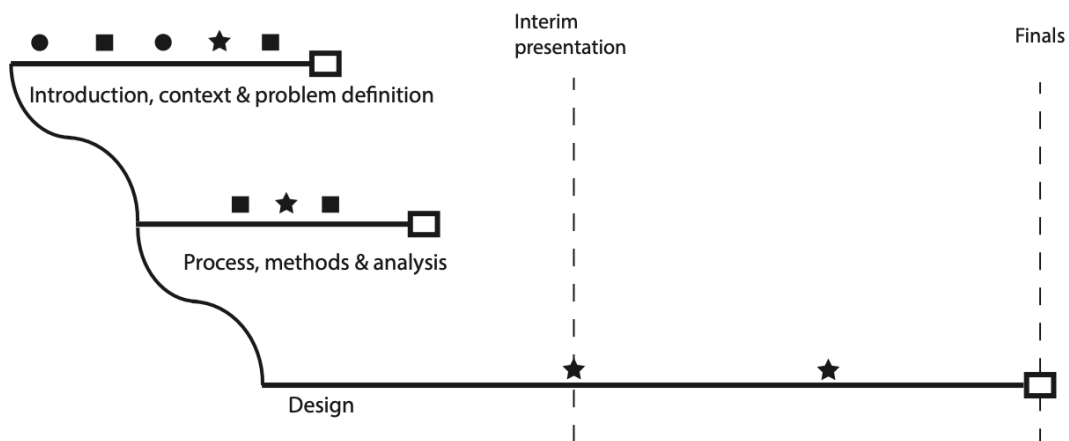 Interim
presentation
Finals
Introduction, context & problem definition
Process, methods & analysis
Design